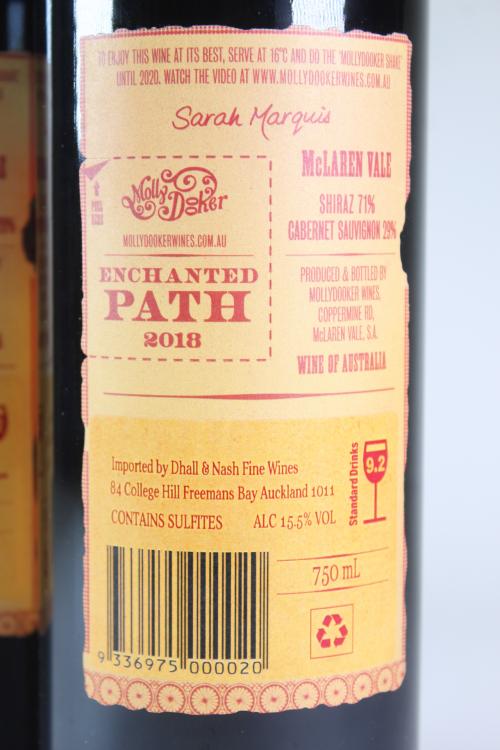 TO ENJOY THIS WINE AT ITS BEST, SERVE AT 16°C AND DO THE 'MOLLYDOOKER SHAKE'
UNTIL 2020. WATCH THE VIDEO AT WWW.MOLLYDOOKERWINES.COM.AU
Sarah Marquis
PULL
HERE
Molly
Dooker
MOLLYDOOKERWINES.COM.AU
ENCHANTED
PATH
2018
McLAREN VALE
SHIRAZ 71%
CABERNET SAUVIGNON 29%
PRODUCED & BOTTLED BY
MOLLYDOOKER WINES,
COPPERMINE RD,
McLAREN VALE, S.A.
WINE OF AUSTRALIA
Imported by Dhall & Nash Fine Wines
84 College Hill Freemans Bay Auckland 1011
CONTAINS SULFITES ALC 15.5% VOL
Standard Drinks
9.2
750 mL
9 336975 000020